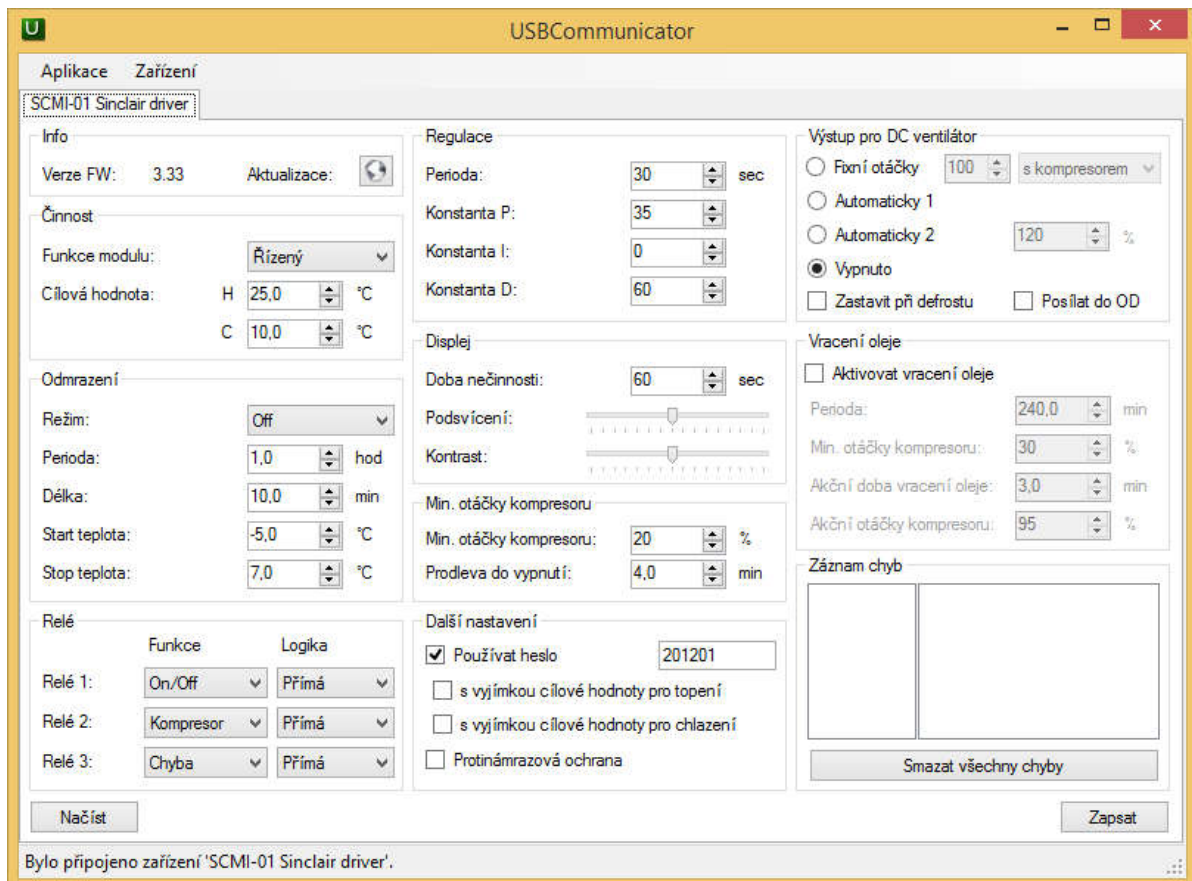 USBCommunicator
Aplikace Zařízení
SCMI-01 Sinclair driver
Info
Verze FW: 3.33 Aktualizace:
Činnost
Funkce modulu: Řízený
Cílová hodnota: H 25,0 °C
C 10,0 °C
Odmrazení
Režim: Off
Perioda: 1,0 hod
Délka: 10,0 min
Start teplota: -5,0 °C
Stop teplota: 7,0 °C
Relé
Funkce Logika
Relé 1: On/Off Přímá
Relé 2: Kompresor Přímá
Relé 3: Chyba Přímá
Regulace
Perioda: 30 sec
Konstanta P: 35
Konstanta I: 0
Konstanta D: 60
Displej
Doba nečinnosti: 60 sec
Podsvícení:
Kontrast:
Min. otáčky kompresoru
Min. otáčky kompresoru: 20 %
Prodleva do vypnutí: 4,0 min
Další nastavení
Používat heslo 201201
s vyjímkou cílové hodnoty pro topení
s vyjímkou cílové hodnoty pro chlazení
Protinámrazová ochrana
Výstup pro DC ventilátor
Fixní otáčky 100 s kompresorem
Automaticky 1
Automaticky 2 120 %
Vypnuto
Zastavit při defrostu Posílat do OD
Vracení oleje
Aktivovat vracení oleje
Perioda: 240,0 min
Min. otáčky kompresoru: 30 %
Akční doba vracení oleje: 3,0 min
Akční otáčky kompresoru: 95 %
Záznam chyb
Smazat všechny chyby
Načíst Zapsat
Bylo připojeno zařízení 'SCMI-01 Sinclair driver'.